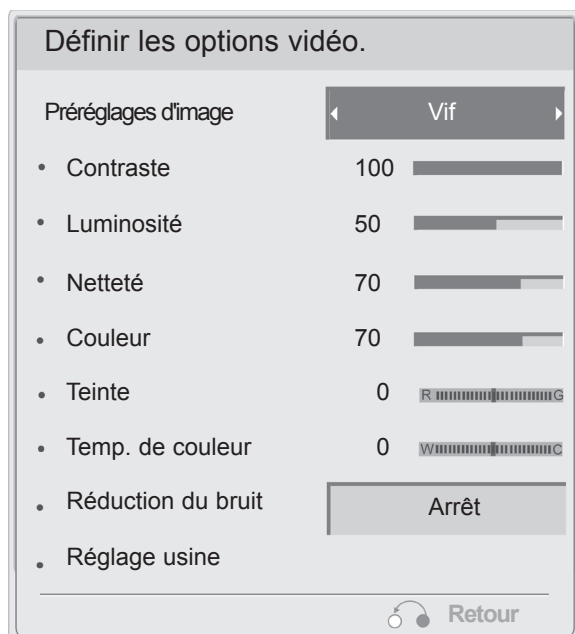 Définir les options vidéo.
Préréglages d'image Vif
• Contraste 100
• Luminosité 50
• Netteté 70
• Couleur 70
• Teinte 0 R G
• Temp. de couleur 0 W C
• Réduction du bruit Arrêt
• Réglage usine
Retour